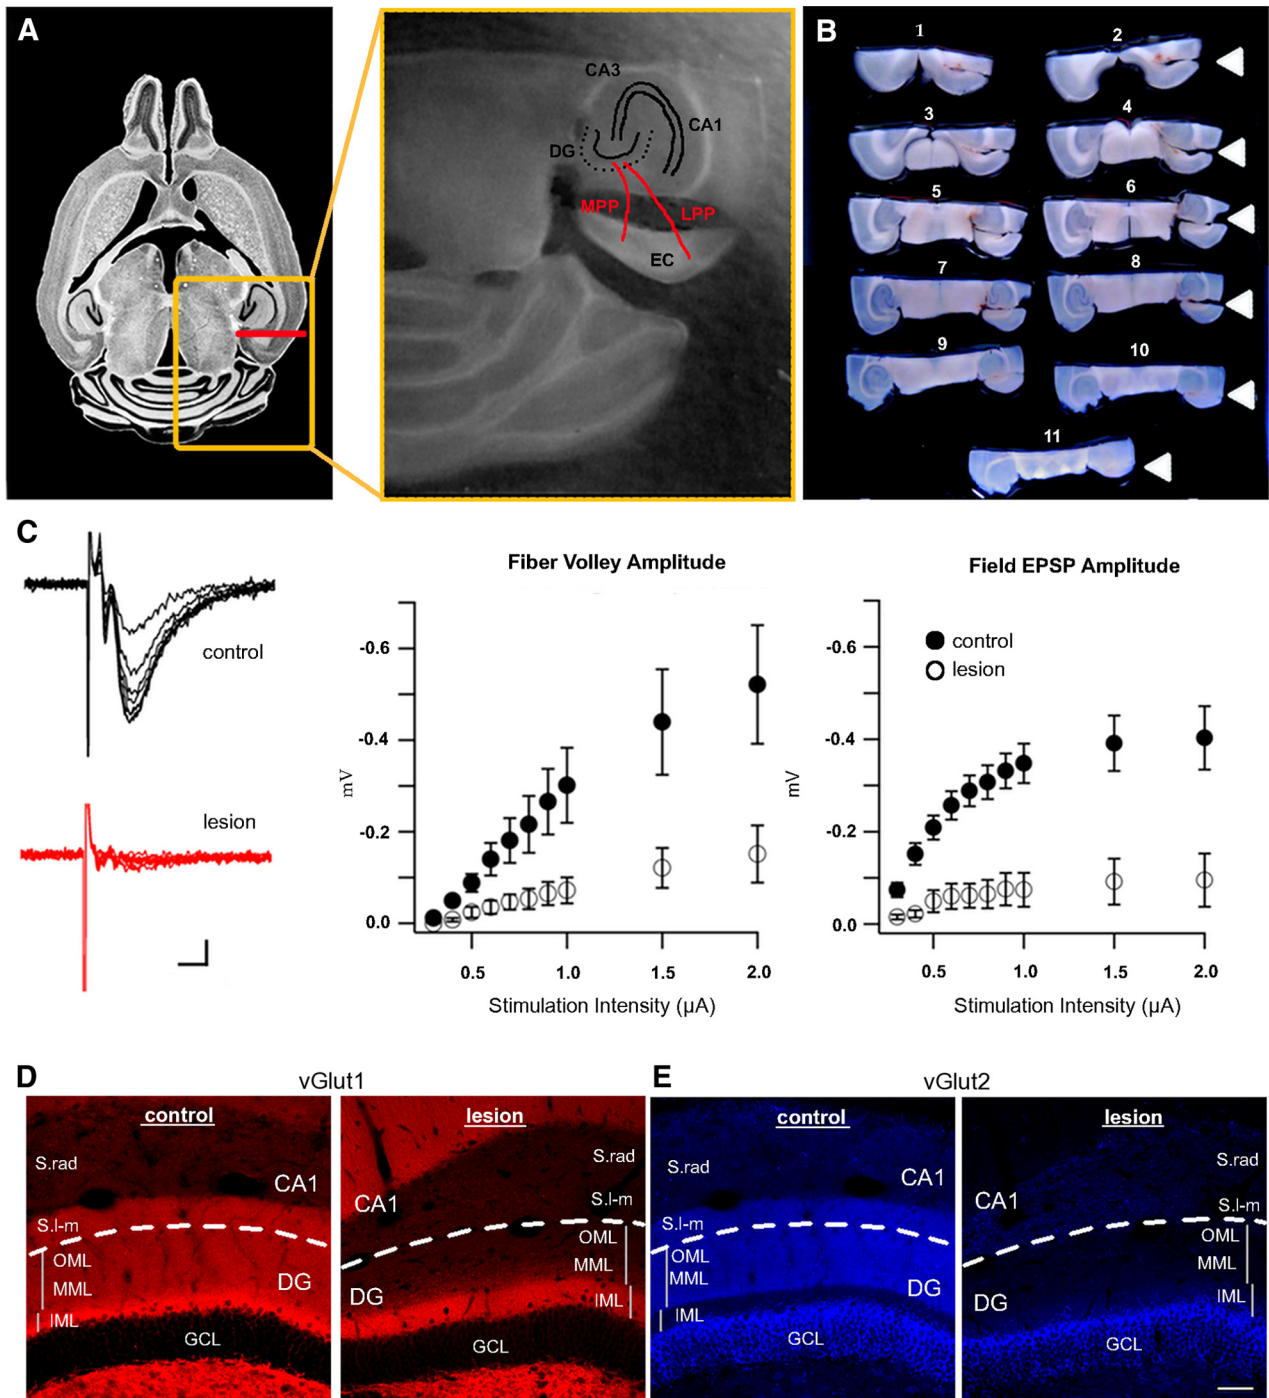 A
CA3
CA1
DG
MPP
LPP
EC
B
1
2
3
4
5
6
7
8
9
10
11
C
control
lesion
Fiber Volley Amplitude
-0.6
-0.4
-0.2
0.0
mV
0.5 1.0 1.5 2.0
Stimulation Intensity (µA)
Field EPSP Amplitude
control
lesion
-0.6
-0.4
-0.2
0.0
mV
0.5 1.0 1.5 2.0
Stimulation Intensity (µA)
D
vGlut1
control
S.rad
CA1
S.l-m
OML
MML
DG
IML
GCL
lesion
S.rad
CA1
S.l-m
OML
MML
DG
IML
GCL
E
vGlut2
control
S.rad
CA1
S.l-m
OML
MML
DG
IML
GCL
lesion
S.rad
CA1
S.l-m
OML
MML
DG
IML
GCL